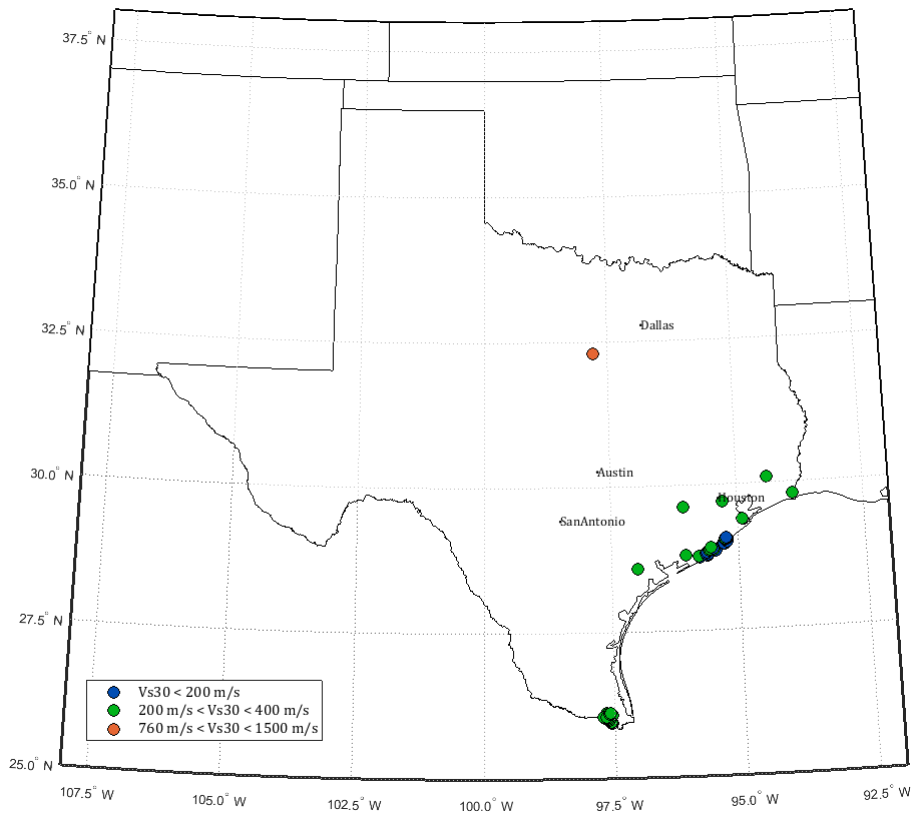 37.5° N
35.0° N
32.5° N
30.0° N
27.5° N
25.0° N
Dallas
Austin
Houston
SanAntonio
Vs30 < 200 m/s
200 m/s < Vs30 < 400 m/s
760 m/s < Vs30 < 1500 m/s
107.5° W
105.0° W
102.5° W
100.0° W
97.5° W
95.0° W
92.5° W